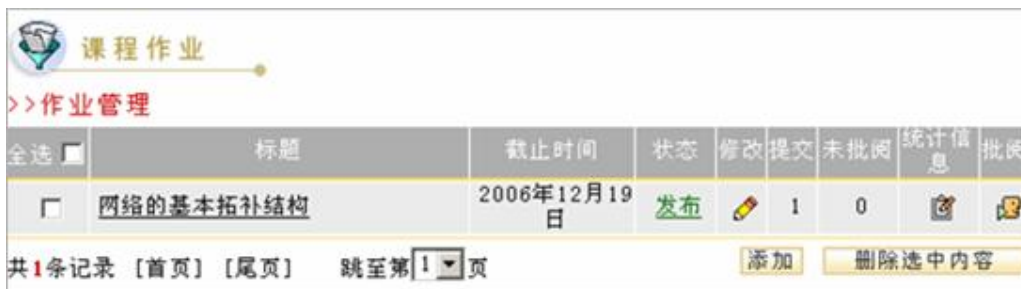 课程作业
>>作业管理
全选 标题 截止时间 状态 修改 提交 未批阅 统计信息 批阅
网络的基本拓补结构 2006年12月19日 发布 1 0
共1条记录 [首页] [尾页] 跳至第 1 页 添加 删除选中内容